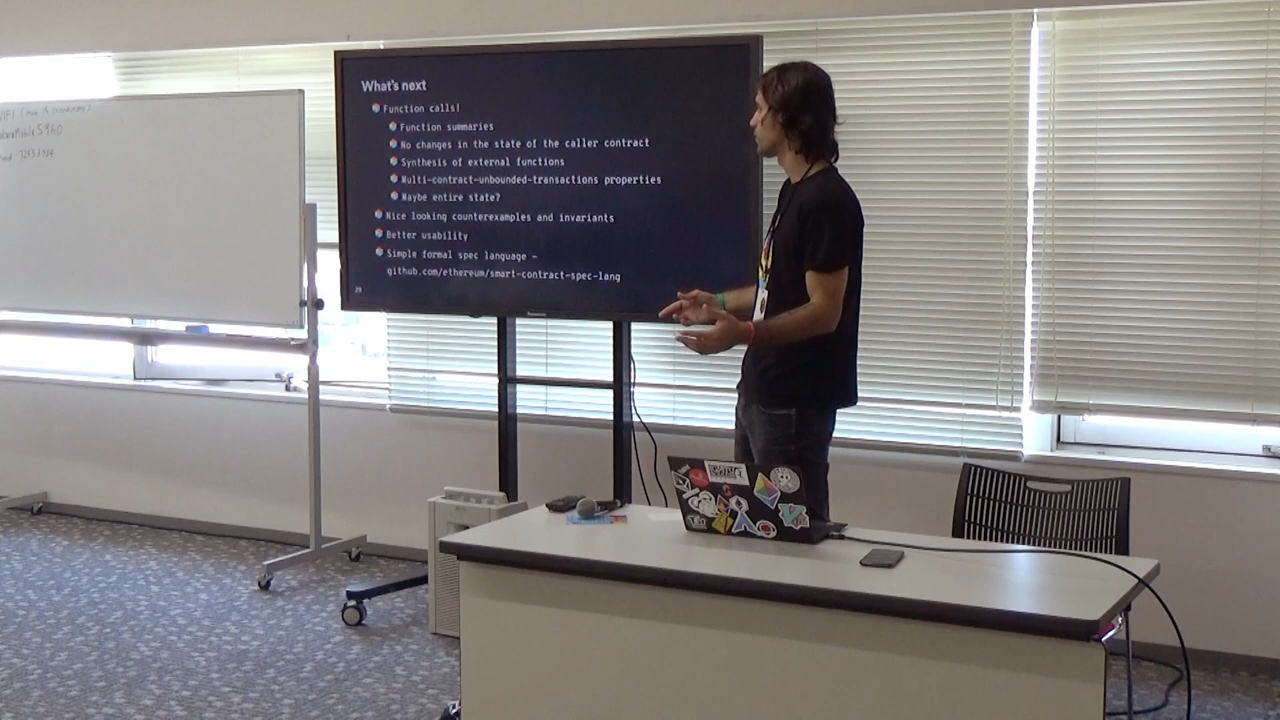 What's next
Function calls!
Function summaries
No changes in the state of the caller contract
Synthesis of external functions
Multi-contract-unbounded-transactions properties
Maybe entire state?
Nice looking counterexamples and invariants
Better usability
Simple formal spec language -
github.com/ethereum/smart-contract-spec-lang
29
Panasonic